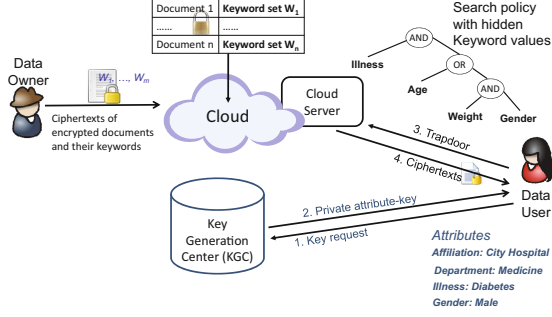 Document 1 Keyword set W1
...... ......
Document n Keyword set Wn
Search policy
with hidden
Keyword values
AND
OR
AND
Illness
Age
Weight
Gender
Data
Owner
W1, ..., Wm
Ciphertexts of
encrypted documents
and their keywords
Cloud
Cloud
Server
3. Trapdoor
4. Ciphertexts
Data
User
2. Private attribute-key
1. Key request
Key
Generation
Center (KGC)
Attributes
Affiliation: City Hospital
Department: Medicine
Illness: Diabetes
Gender: Male